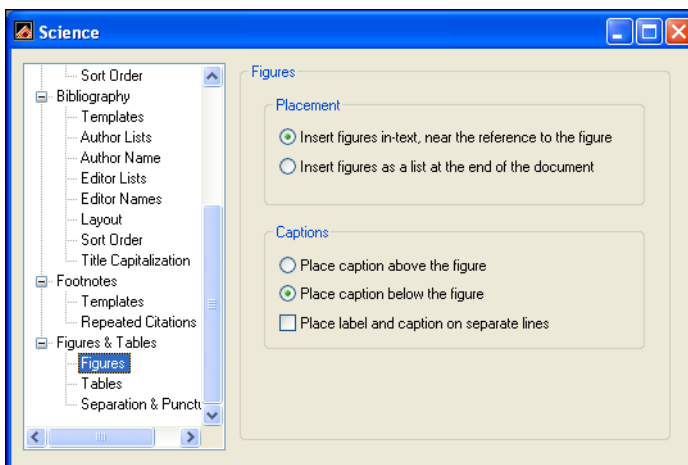 Science
Sort Order
Bibliography
Templates
Author Lists
Author Name
Editor Lists
Editor Names
Layout
Sort Order
Title Capitalization
Footnotes
Templates
Repeated Citations
Figures & Tables
Figures
Tables
Separation & Punctu
Figures
Placement
Insert figures in-text, near the reference to the figure
Insert figures as a list at the end of the document
Captions
Place caption above the figure
Place caption below the figure
Place label and caption on separate lines